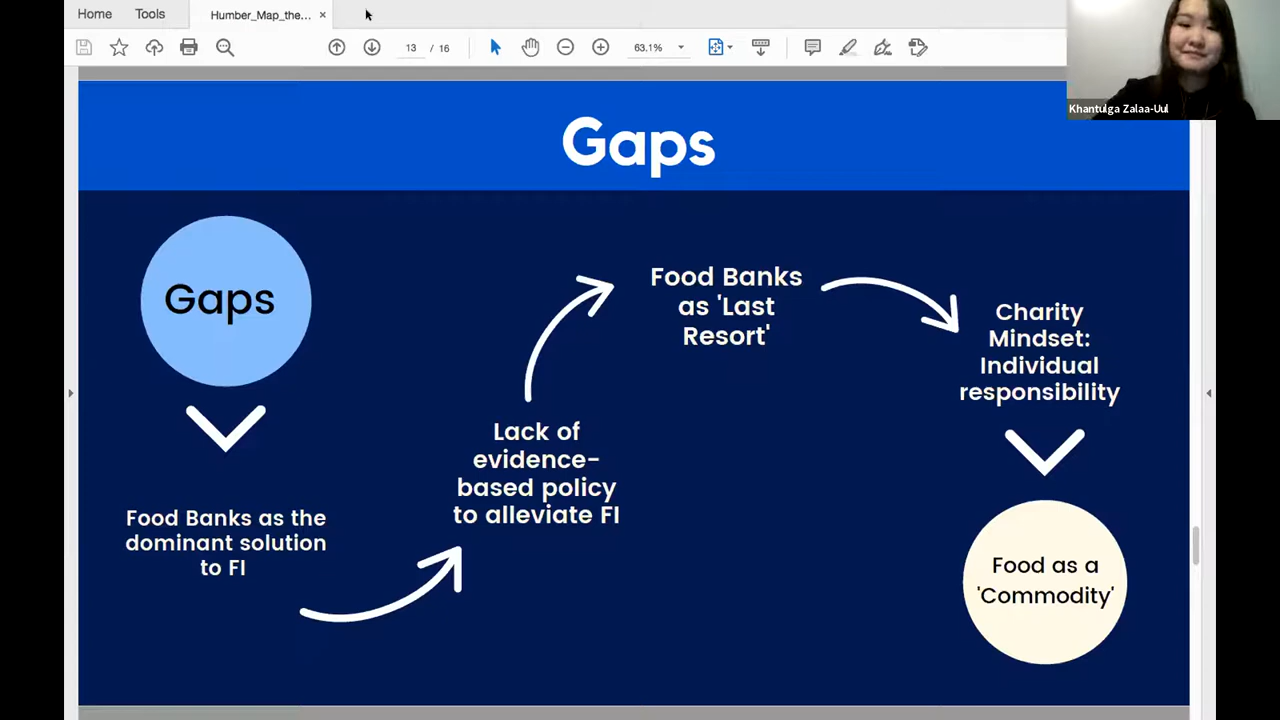 Home
Tools
Humber_Map_the...
13 / 16
63.1%
Khantulga Zalaa-Uul
Gaps
Gaps
Food Banks as the
dominant solution
to FI
Lack of
evidence-
based policy
to alleviate FI
Food Banks
as 'Last
Resort'
Charity
Mindset:
Individual
responsibility
Food as a
'Commodity'